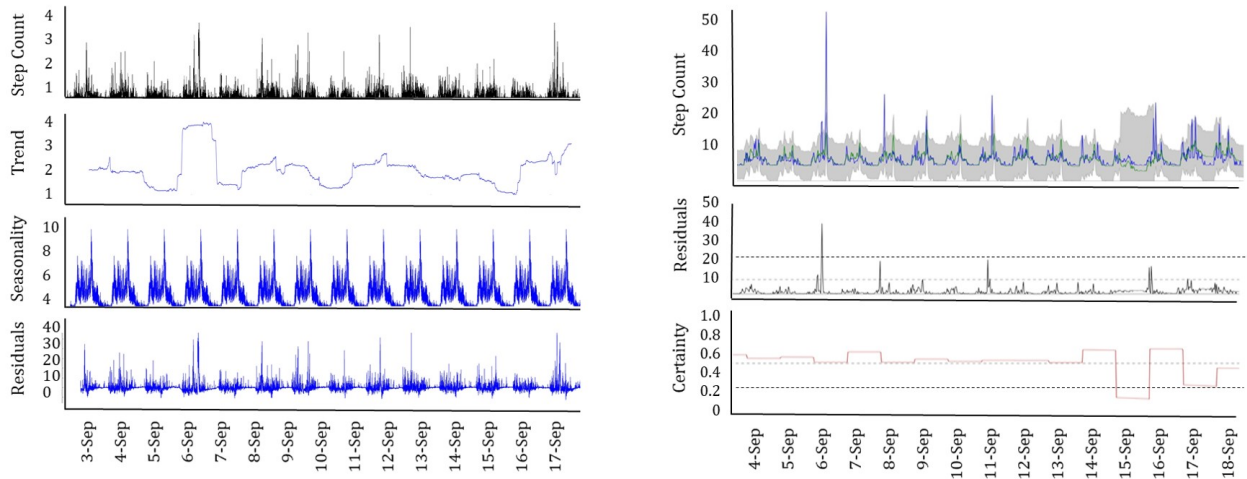 Step Count
4
3
2
1
Trend
4
3
2
1
Seasonality
10
8
6
4
Residuals
40
30
20
10
0
3-Sep
4-Sep
5-Sep
6-Sep
7-Sep
8-Sep
9-Sep
10-Sep
11-Sep
12-Sep
13-Sep
14-Sep
15-Sep
16-Sep
17-Sep
Step Count
50
40
30
20
10
Residuals
50
40
30
20
10
Certainty
1.0
0.8
0.6
0.4
0.2
0
4-Sep
5-Sep
6-Sep
7-Sep
8-Sep
9-Sep
10-Sep
11-Sep
12-Sep
13-Sep
14-Sep
15-Sep
16-Sep
17-Sep
18-Sep